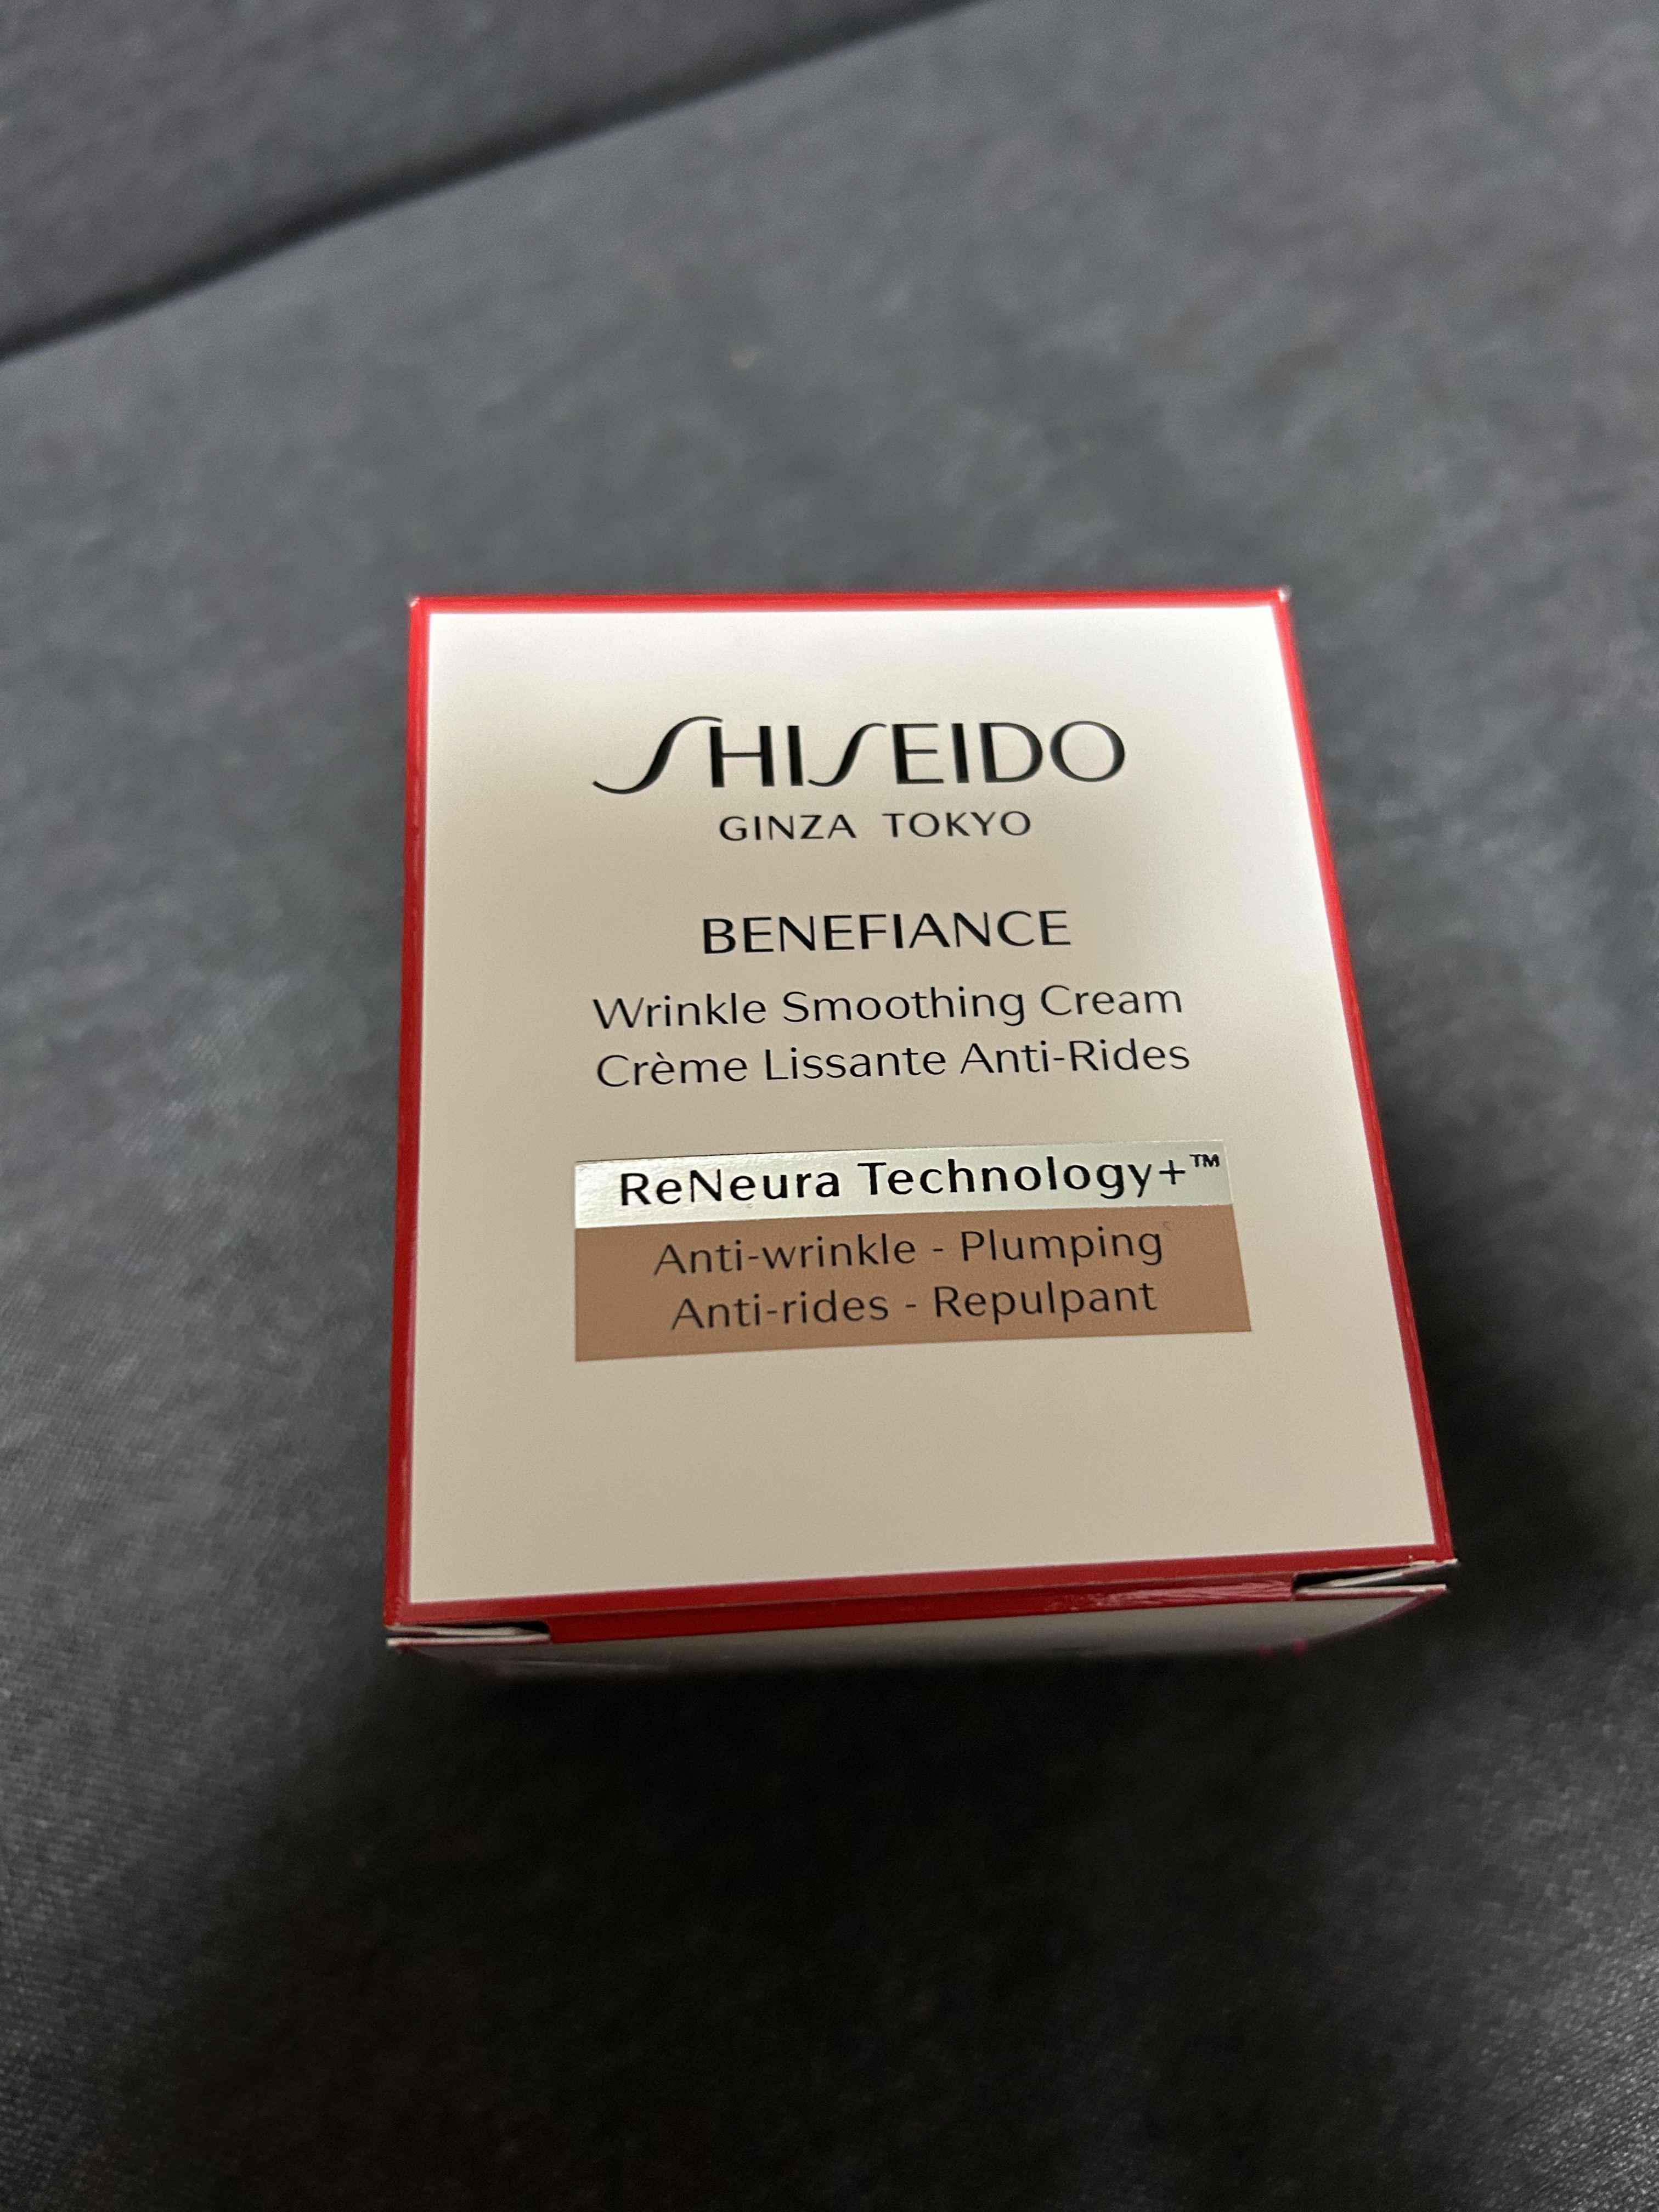 SHISEIDO
GINZA TOKYO
BENEFIANCE
Wrinkle Smoothing Cream
Crème Lissante Anti-Rides
ReNeura Technology+™
Anti-wrinkle - Plumping
Anti-rides - Repulpant